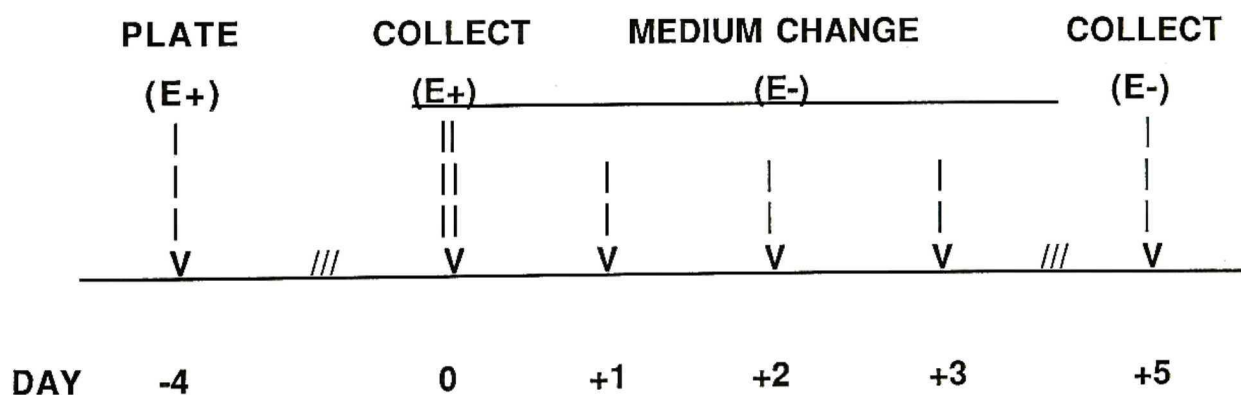 PLATE COLLECT MEDIUM CHANGE COLLECT
(E+) (E+) (E-) (E-)
V /// V V V V /// V
DAY -4 0 +1 +2 +3 +5